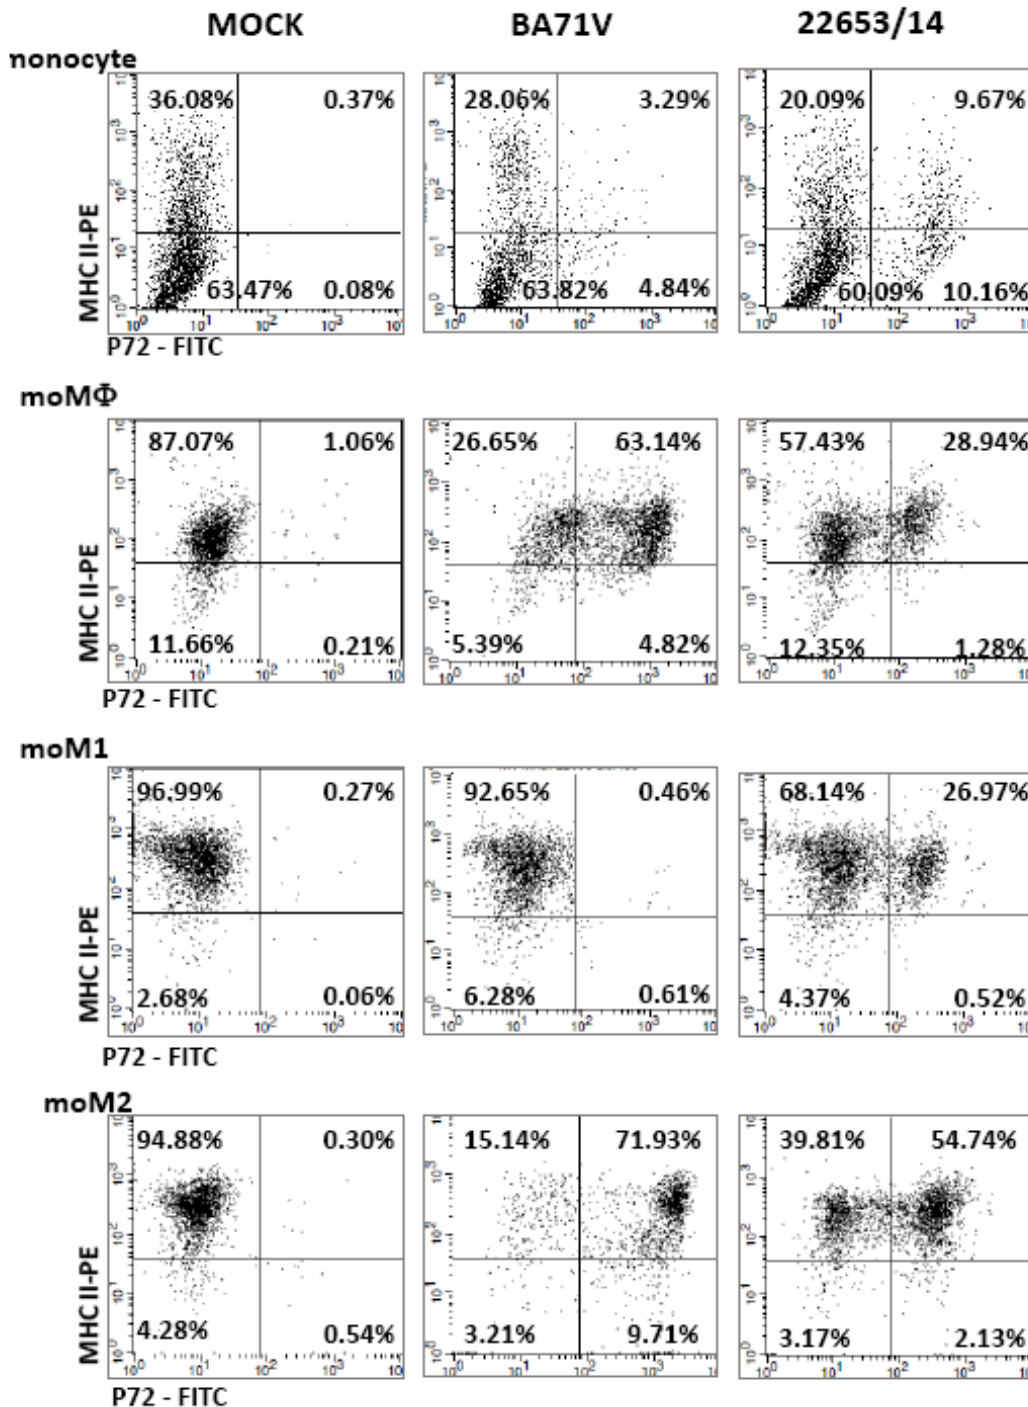 MOCK BA71V 22653/14
monocyte
36.08% 0.37% 28.06% 3.29% 20.09% 9.67%
MHC II-PE
63.47% 0.08% 63.82% 4.84% 60.09% 10.16%
P72 - FITC
moMΦ
87.07% 1.06% 26.65% 63.14% 57.43% 28.94%
MHC II-PE
11.66% 0.21% 5.39% 4.82% 12.35% 1.28%
P72 - FITC
moM1
96.99% 0.27% 92.65% 0.46% 68.14% 26.97%
MHC II-PE
2.68% 0.06% 6.28% 0.61% 4.37% 0.52%
P72 - FITC
moM2
94.88% 0.30% 15.14% 71.93% 39.81% 54.74%
MHC II-PE
4.28% 0.54% 3.21% 9.71% 3.17% 2.13%
P72 - FITC